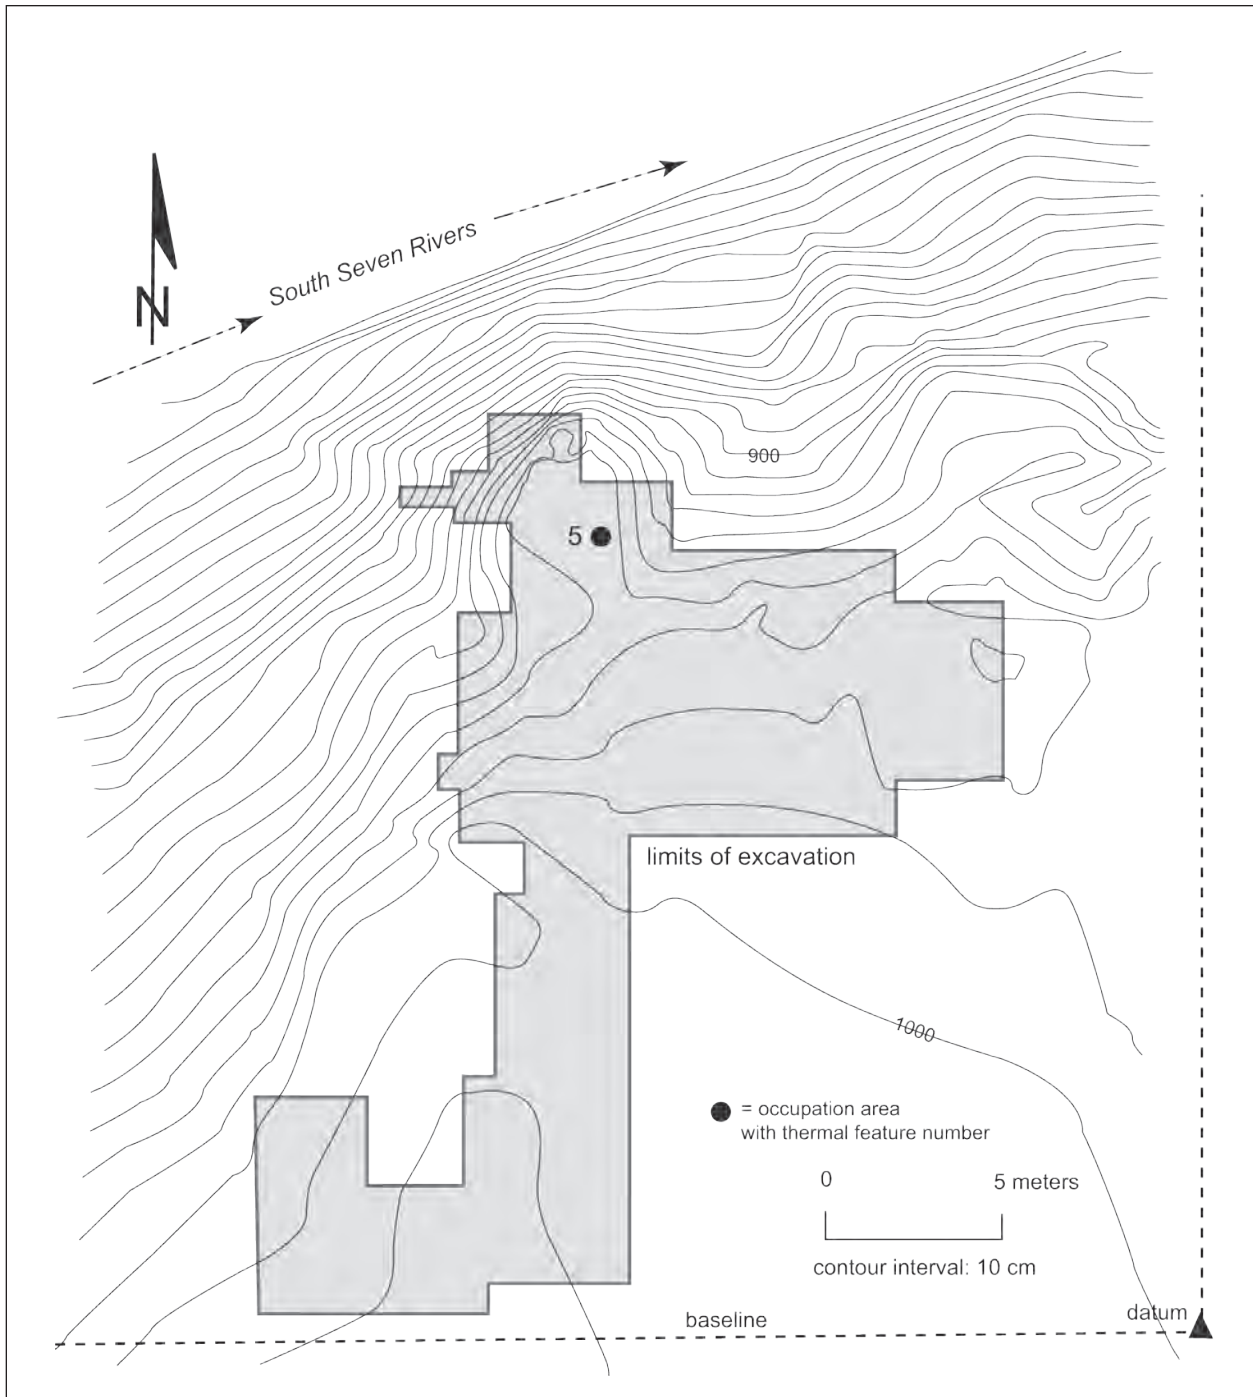 South Seven Rivers
N
900
5
limits of excavation
1000
= occupation area
with thermal feature number
0 5 meters
contour interval: 10 cm
datum
baseline